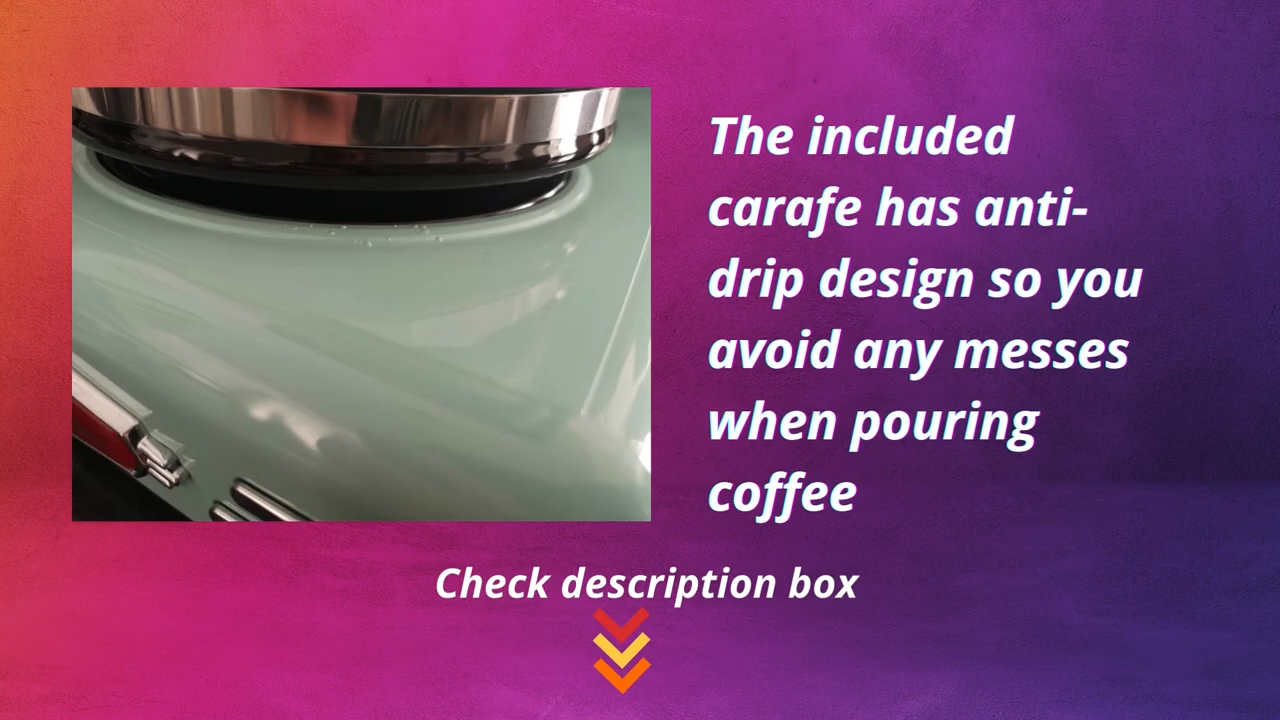 The included
carafe has anti-
drip design so you
avoid any messes
when pouring
coffee
Check description box